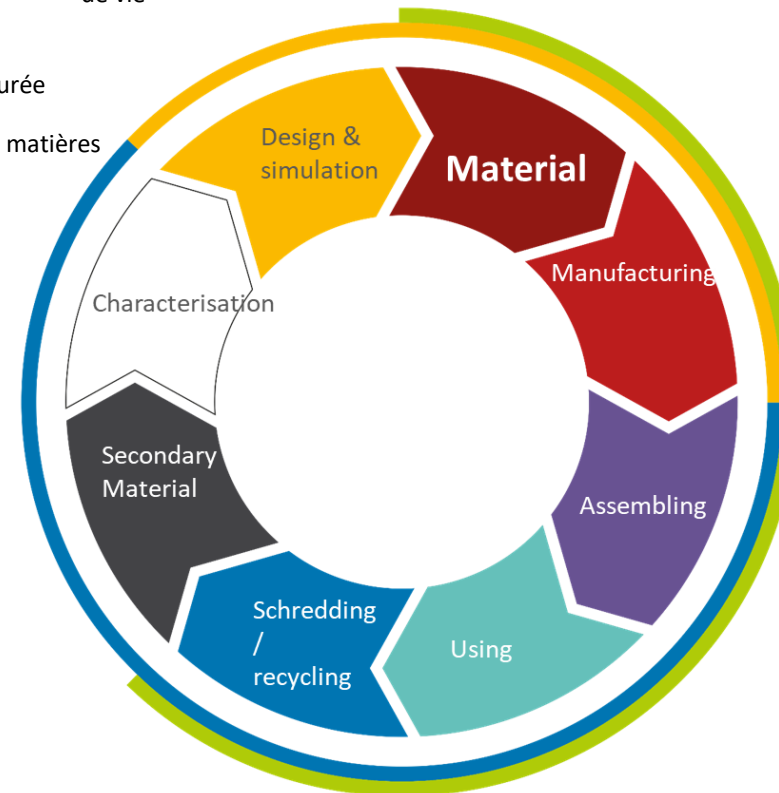 de vie
urée
matières
Design &
simulation
Material
Manufacturing
Characterisation
Secondary
Material
Assembling
Schredding
/
recycling
Using